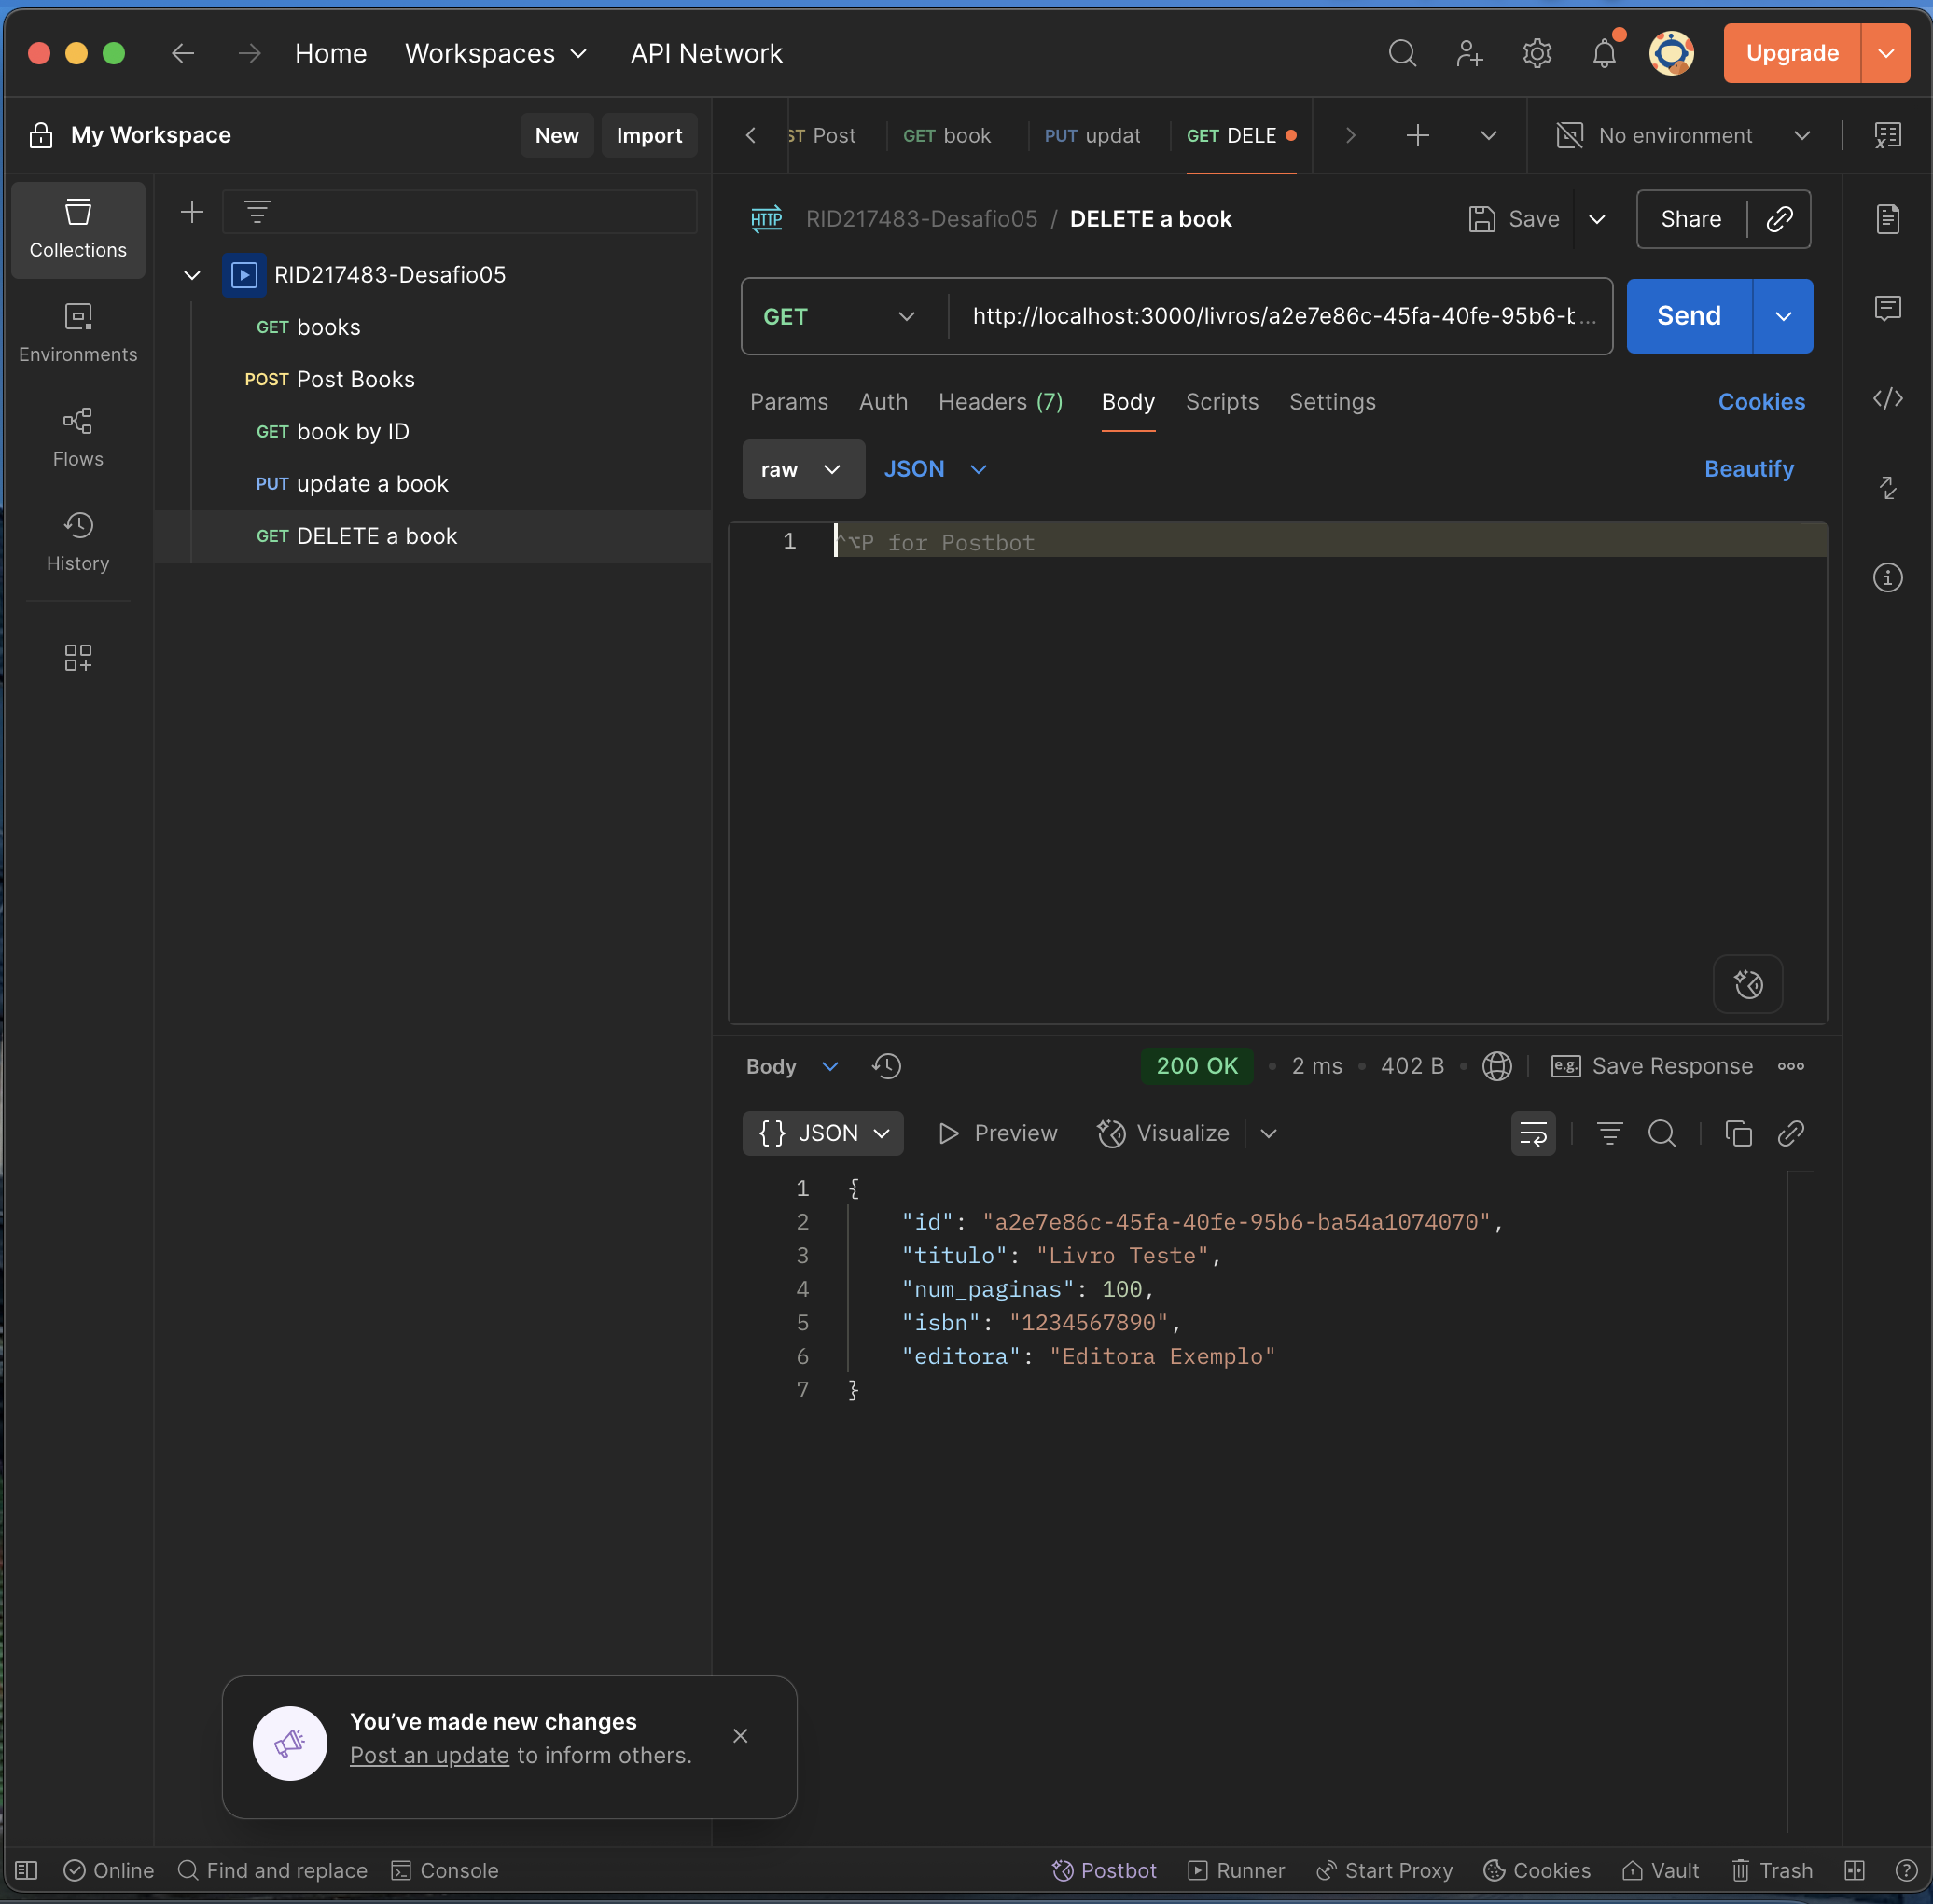 Home Workspaces API Network Upgrade
My Workspace New Import
ST Post GET book PUT updat GET DELE No environment
Collections
Environments
Flows
History
RID217483-Desafio05
GET books
POST Post Books
GET book by ID
PUT update a book
GET DELETE a book
HTTP RID217483-Desafio05 / DELETE a book Save Share
GET http://localhost:3000/livros/a2e7e86c-45fa-40fe-95b6-b... Send
Params Auth Headers (7) Body Scripts Settings Cookies
raw JSON Beautify
1 ^⌥P for Postbot
Body 200 OK • 2 ms • 402 B • e.g. Save Response
{} JSON Preview Visualize
1 {
2 "id": "a2e7e86c-45fa-40fe-95b6-ba54a1074070",
3 "titulo": "Livro Teste",
4 "num_paginas": 100,
5 "isbn": "1234567890",
6 "editora": "Editora Exemplo"
7 }
You’ve made new changes
Post an update to inform others.
Online Find and replace Console Postbot Runner Start Proxy Cookies Vault Trash